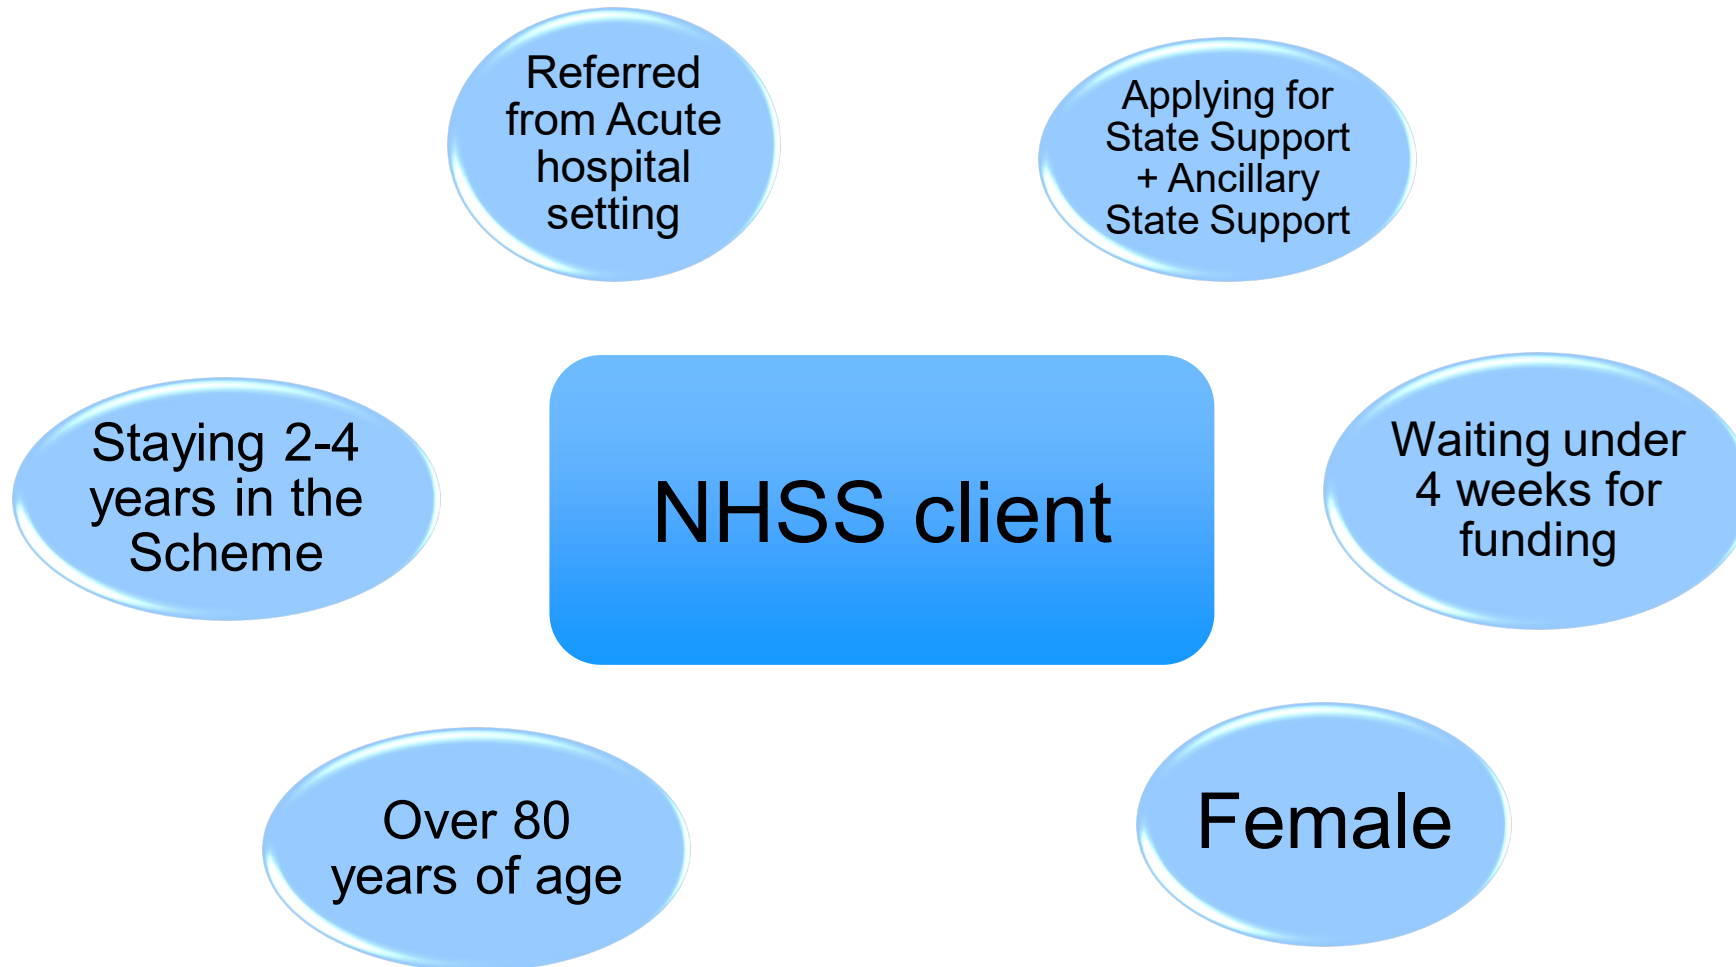 Referred
from Acute
hospital
setting
Applying for
State Support
+ Ancillary
State Support
Staying 2-4
years in the
Scheme
NHSS client
Waiting under
4 weeks for
funding
Over 80
years of age
Female